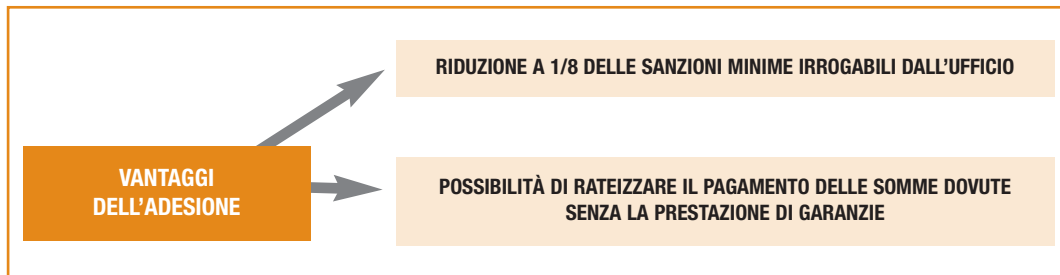 RIDUZIONE A 1/8 DELLE SANZIONI MINIME IRROGABILI DALL'UFFICIO
VANTAGGI
DELL'ADESIONE
POSSIBILITÀ DI RATEIZZARE IL PAGAMENTO DELLE SOMME DOVUTE
SENZA LA PRESTAZIONE DI GARANZIE